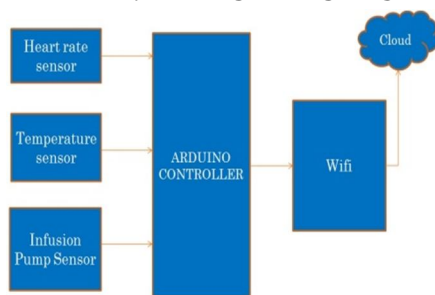 Heart rate
sensor
Temperature
sensor
Infusion
Pump Sensor
ARDUINO
CONTROLLER
Wifi
Cloud